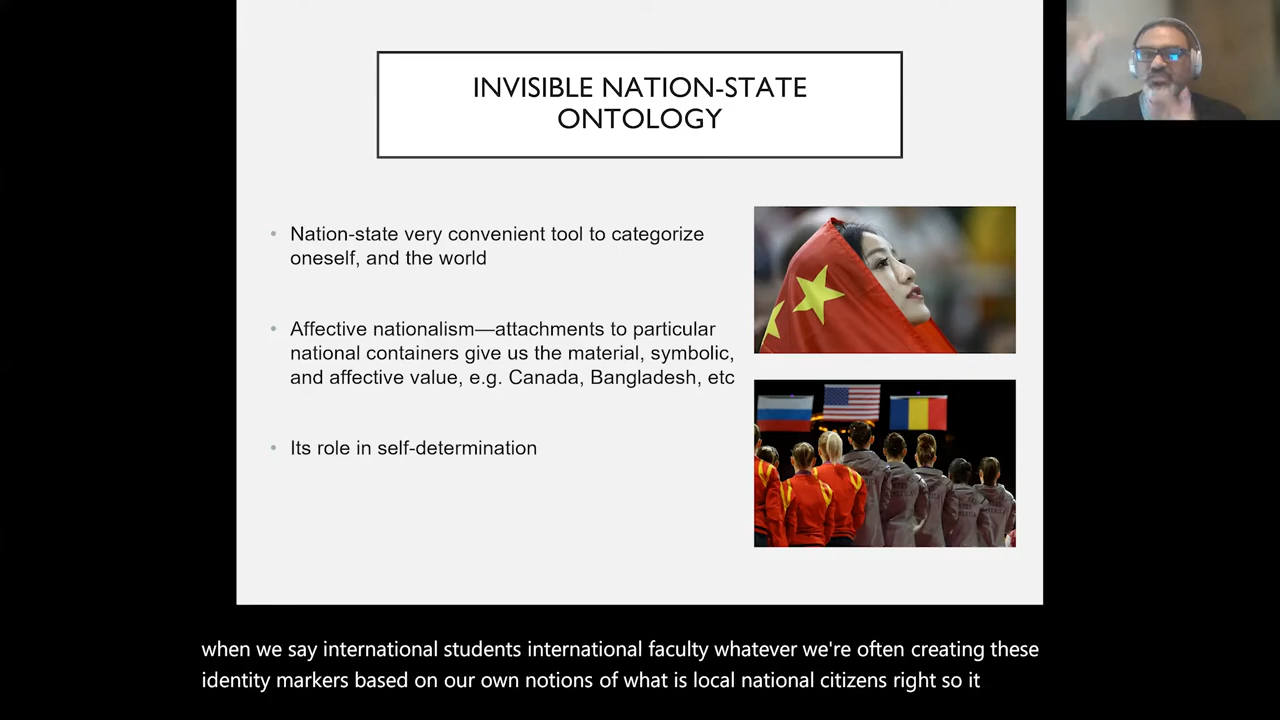 INVISIBLE NATION-STATE
ONTOLOGY
• Nation-state very convenient tool to categorize
oneself, and the world
• Affective nationalism—attachments to particular
national containers give us the material, symbolic,
and affective value, e.g. Canada, Bangladesh, etc
• Its role in self-determination
when we say international students international faculty whatever we're often creating these
identity markers based on our own notions of what is local national citizens right so it